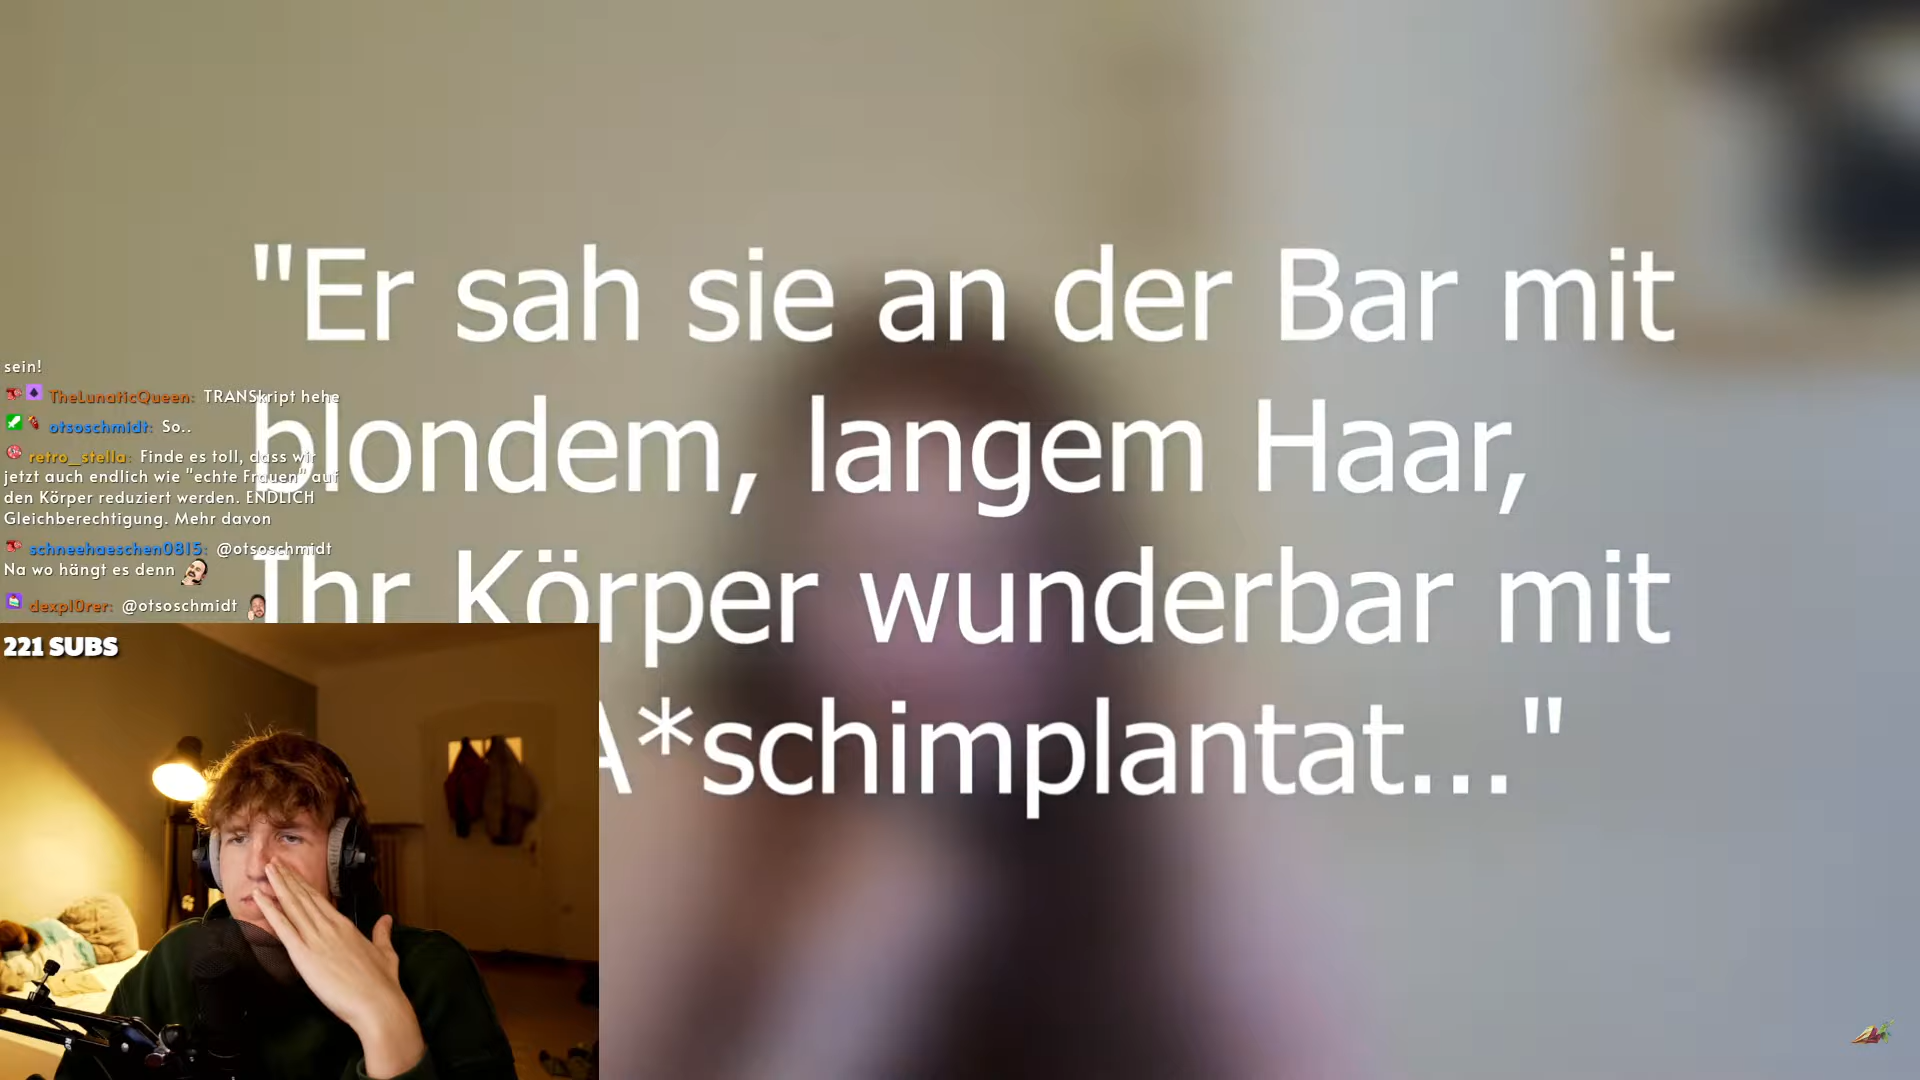 "Er sah sie an der Bar mit
blondem, langem Haar,
Ihr Körper wunderbar mit
A*schimplantat..."
sein!
TheLunaticQueen: TRANSkript hehe
otsoschmidt: So..
retro_stella: Finde es toll, dass wir
jetzt auch endlich wie "echte Frauen" auf
den Körper reduziert werden. ENDLICH
Gleichberechtigung. Mehr davon
schneehaeschen0815: @otsoschmidt
Na wo hängt es denn
dexpl0rer: @otsoschmidt
221 SUBS